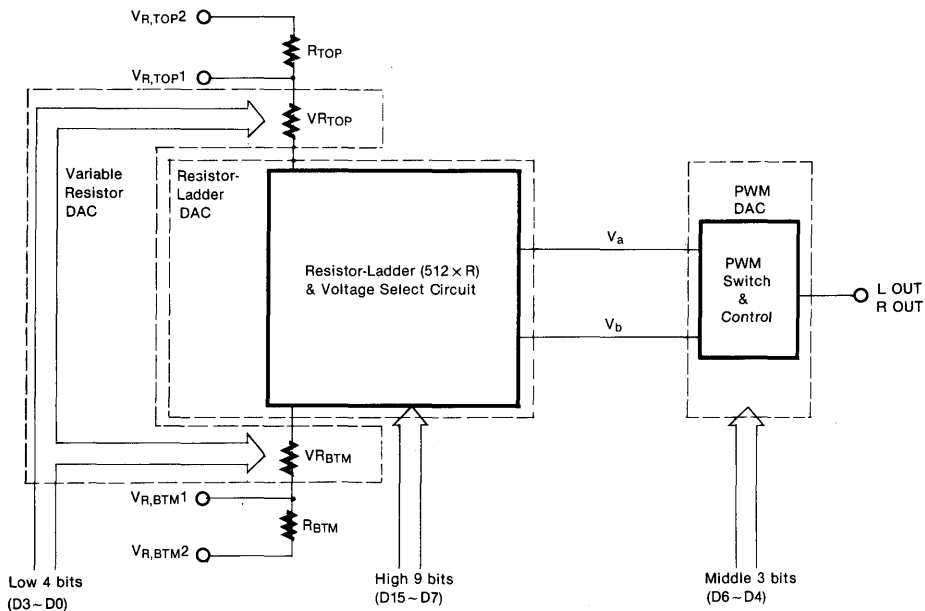 V_R,TOP2
R_TOP
V_R,TOP1
VR_TOP
Variable
Resistor
DAC
Resistor-
Ladder
DAC
Resistor-Ladder (512 × R)
& Voltage Select Circuit
V_a
V_b
PWM
DAC
PWM
Switch
&
Control
L OUT
R OUT
VR_BTM
V_R,BTM1
R_BTM
V_R,BTM2
Low 4 bits
(D3~D0)
High 9 bits
(D15~D7)
Middle 3 bits
(D6~D4)